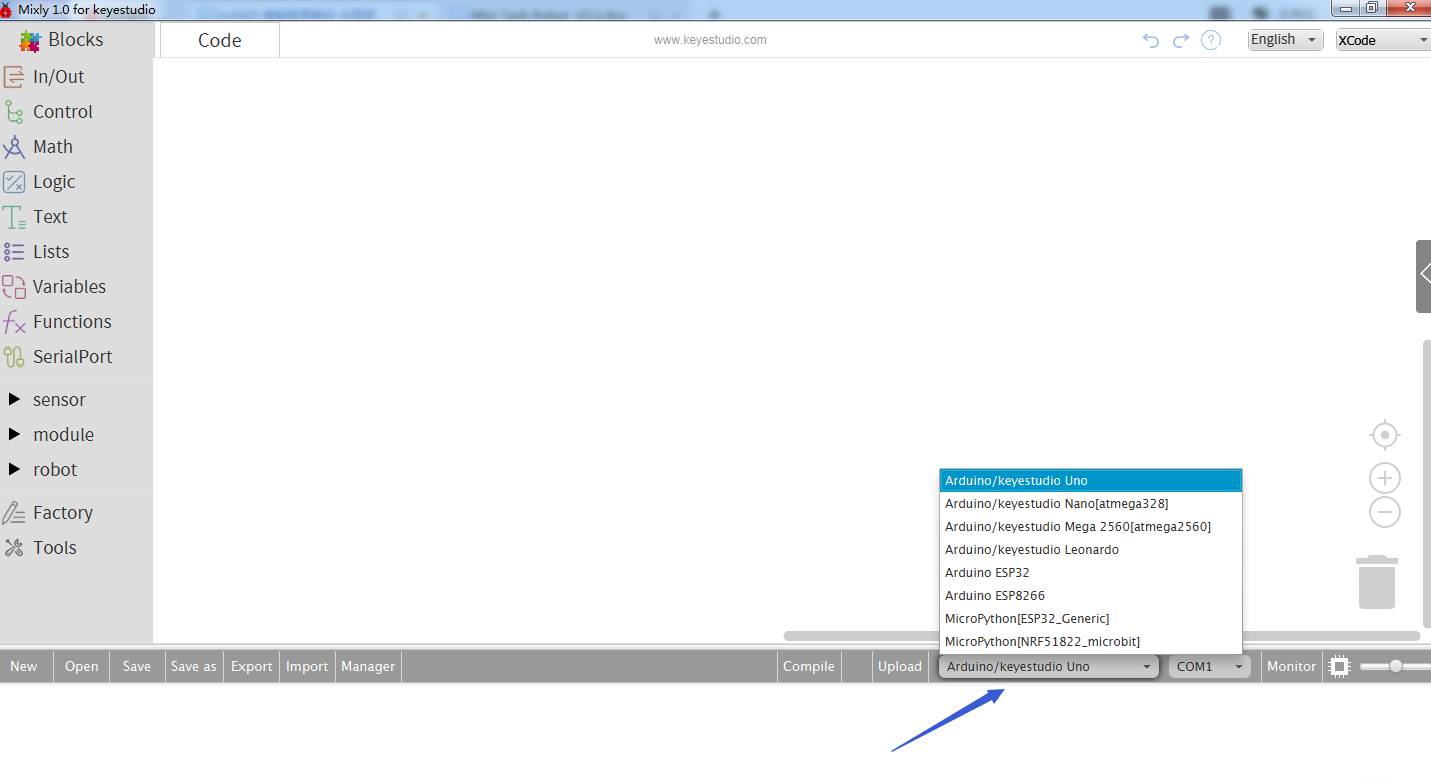 Mixly 1.0 for keyestudio
Blocks
Code
www.keyestudio.com
?
English
XCode
In/Out
Control
Math
Logic
Text
Lists
Variables
Functions
SerialPort
sensor
module
robot
Factory
Tools
Arduino/keyestudio Uno
Arduino/keyestudio Nano[atmega328]
Arduino/keyestudio Mega 2560[atmega2560]
Arduino/keyestudio Leonardo
Arduino ESP32
Arduino ESP8266
MicroPython[ESP32_Generic]
MicroPython[NRF51822_microbit]
New Open Save Save as Export Import Manager Compile Upload Arduino/keyestudio Uno COM1 Monitor